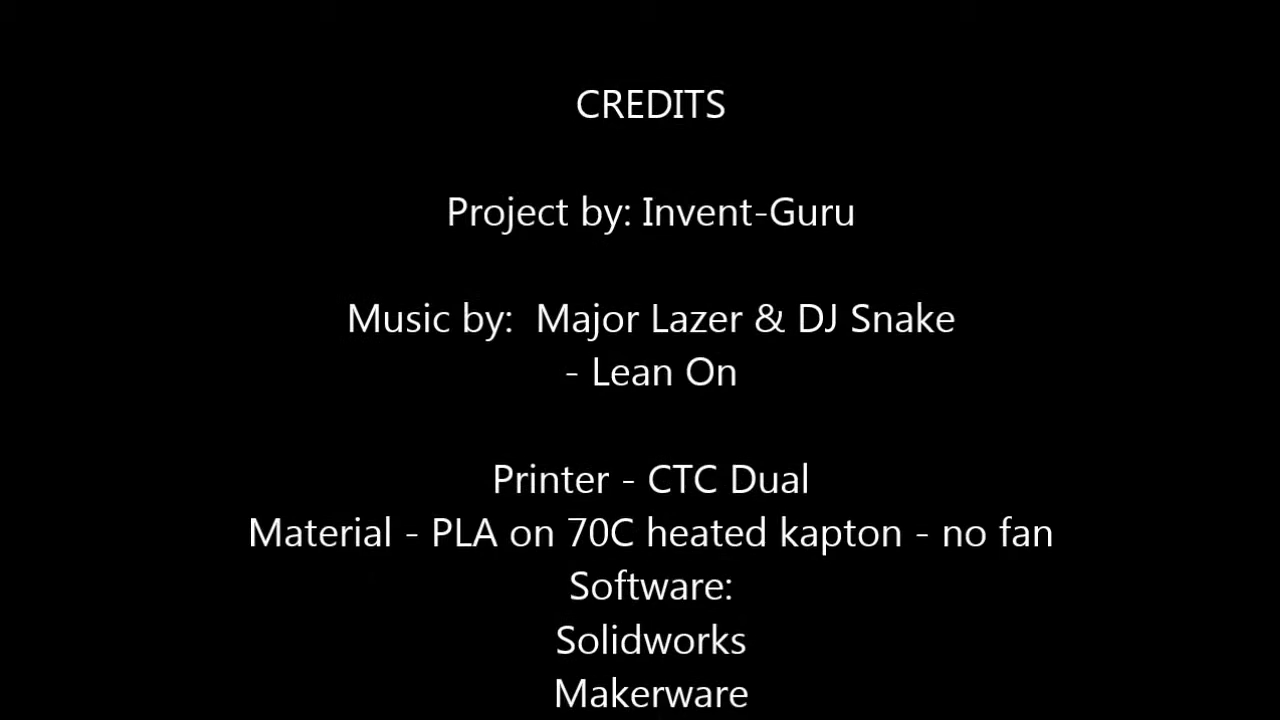 CREDITS
Project by: Invent-Guru
Music by:  Major Lazer & DJ Snake
- Lean On
Printer - CTC Dual
Material - PLA on 70C heated kapton - no fan
Software:
Solidworks
Makerware